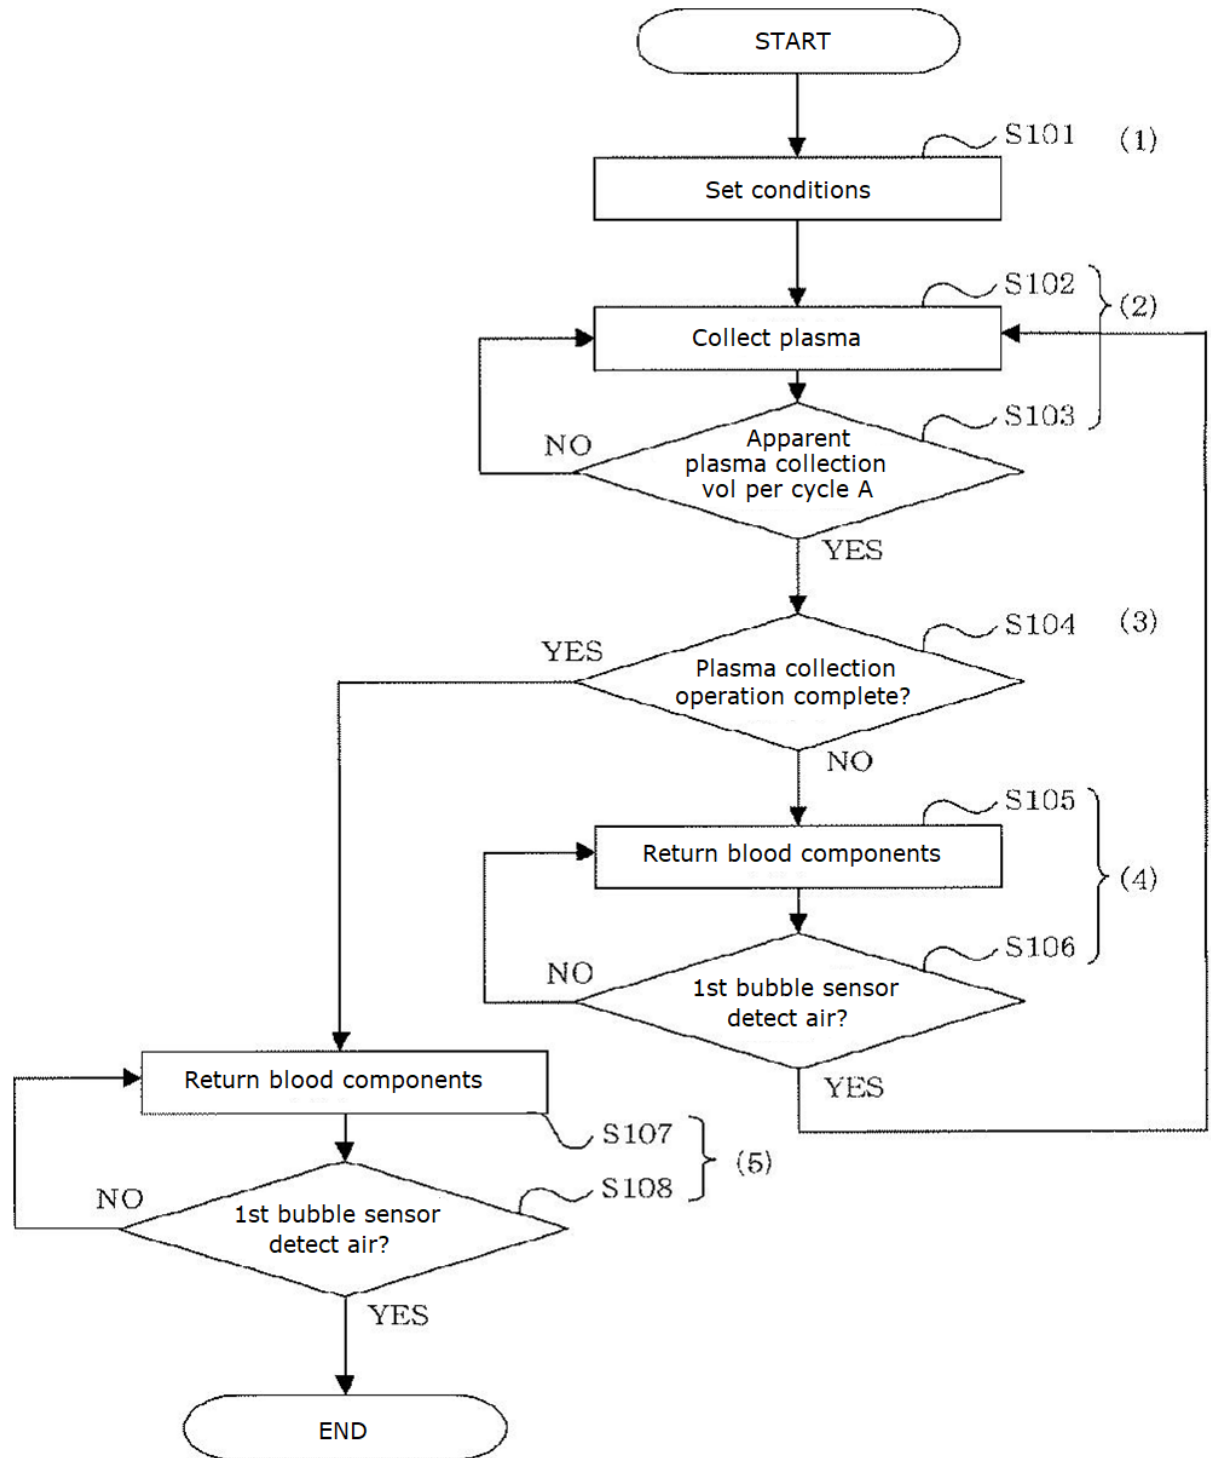 START
S101 (1)
Set conditions
S102
(2)
Collect plasma
S103
NO
Apparent
plasma collection
vol per cycle A
YES
S104 (3)
YES
Plasma collection
operation complete?
NO
S105
Return blood components
(4)
S106
NO
1st bubble sensor
detect air?
YES
Return blood components
S107
(5)
S108
NO
1st bubble sensor
detect air?
YES
END